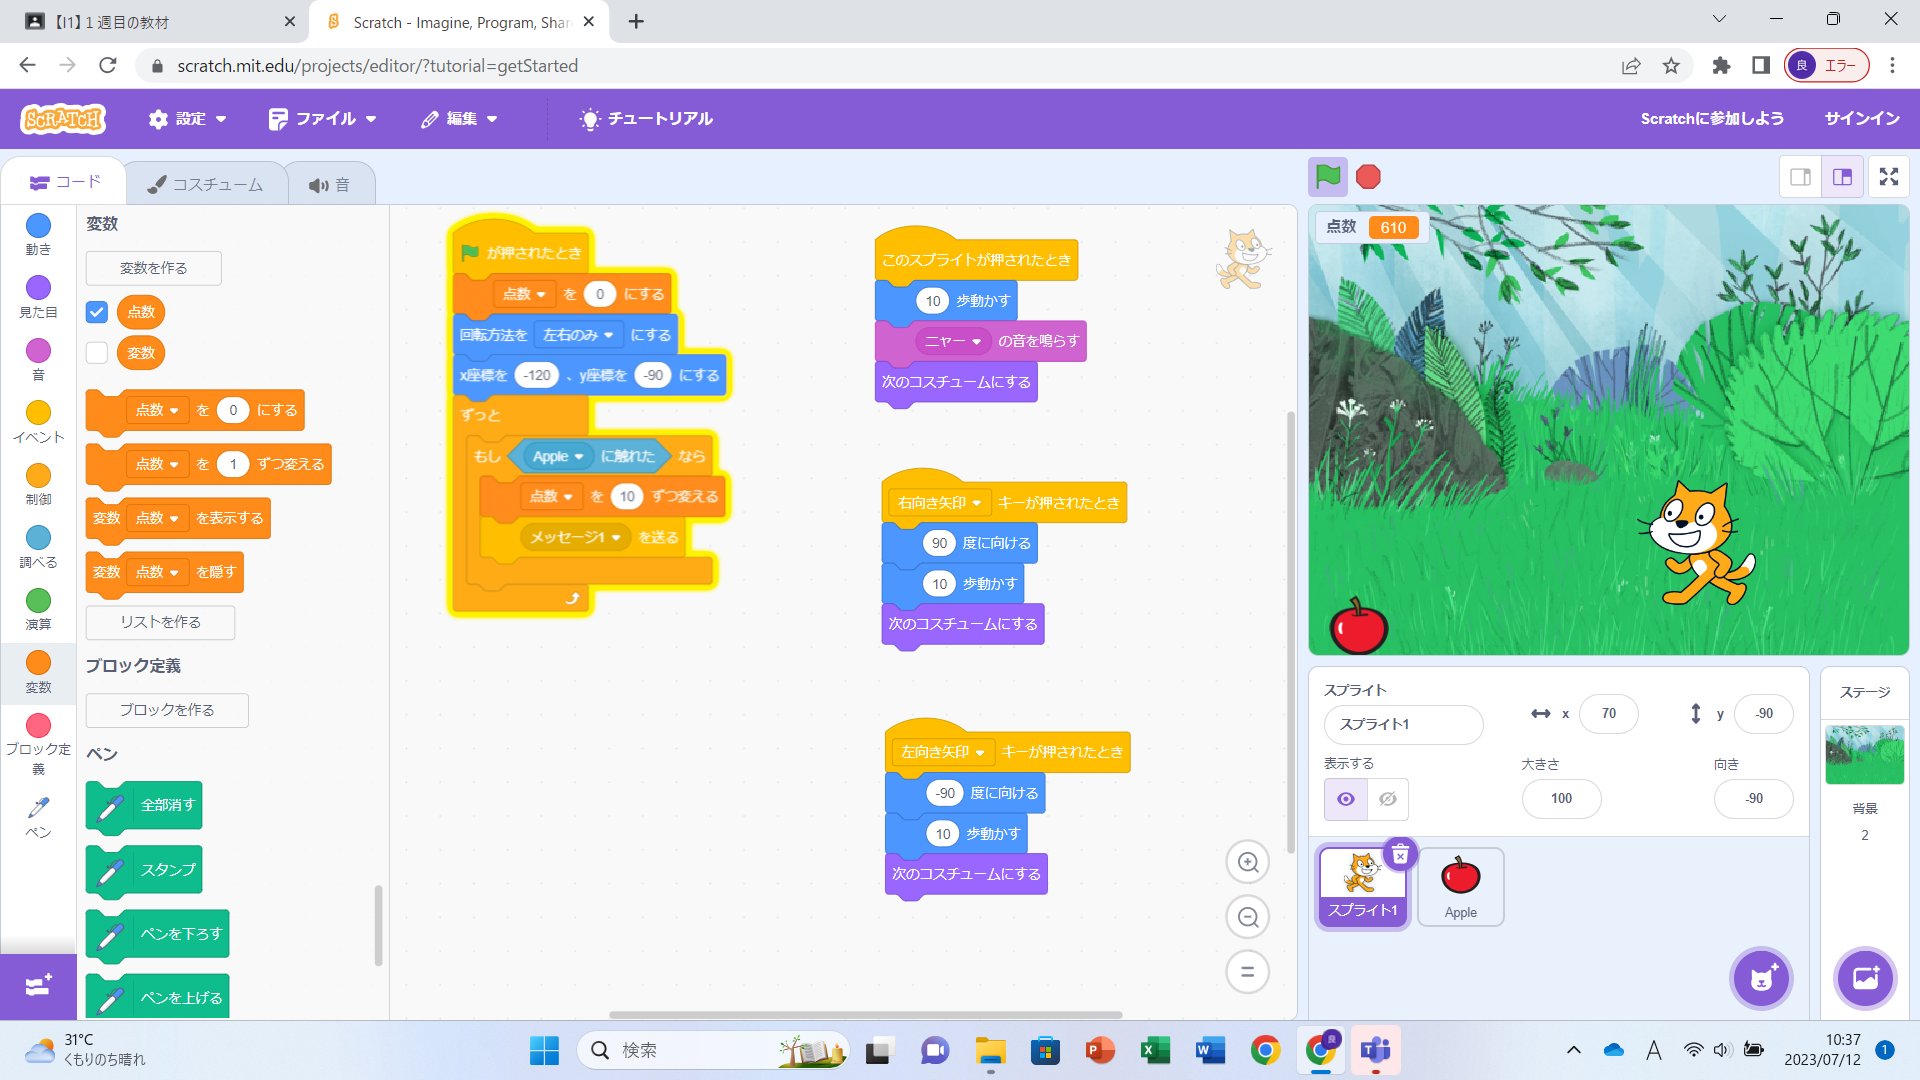 【I1】１週目の教材
Scratch - Imagine, Program, Shar
scratch.mit.edu/projects/editor/?tutorial=getStarted
良 エラー
SCRATCH 設定 ファイル 編集 チュートリアル Scratchに参加しよう サインイン
コード コスチューム 音
動き
見た目
音
イベント
制御
調べる
演算
変数
ブロック定義
ペン
変数
変数を作る
点数
変数
点数 を 0 にする
点数 を 1 ずつ変える
変数 点数 を表示する
変数 点数 を隠す
リストを作る
ブロック定義
ブロックを作る
ペン
全部消す
スタンプ
ペンを下ろす
ペンを上げる
が押されたとき
点数 を 0 にする
回転方法を 左右のみ にする
x座標を -120 、y座標を -90 にする
ずっと
もし Apple に触れた なら
点数 を 10 ずつ変える
メッセージ1 を送る
このスプライトが押されたとき
10 歩動かす
ニャー の音を鳴らす
次のコスチュームにする
右向き矢印 キーが押されたとき
90 度に向ける
10 歩動かす
次のコスチュームにする
左向き矢印 キーが押されたとき
-90 度に向ける
10 歩動かす
次のコスチュームにする
点数 610
スプライト
スプライト1
x 70
y -90
表示する
大きさ
100
向き
-90
スプライト1
Apple
ステージ
背景
2
31°C
くもりのち晴れ
検索
良
A
10:37
2023/07/12
1